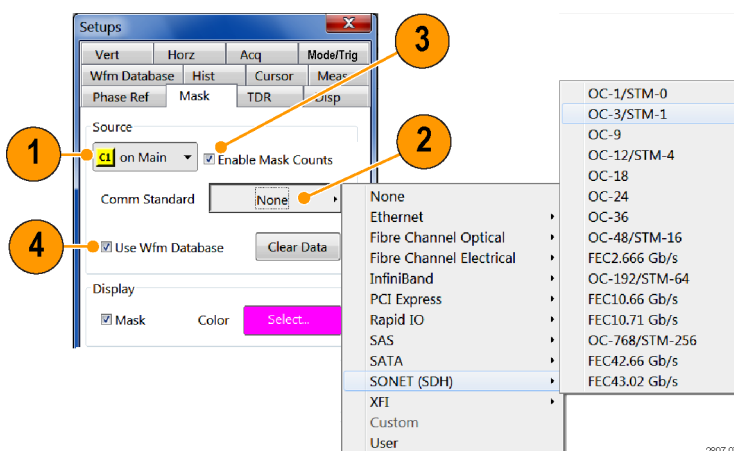 Setups
X
3
Vert Horz Acq Mode/Trig
Wfm Database Hist Cursor Meas
Phase Ref Mask TDR Disp
Source
1
C1 on Main
Enable Mask Counts
2
Comm Standard None
4
Use Wfm Database Clear Data
Display
Mask Color Select...
None
Ethernet
Fibre Channel Optical
Fibre Channel Electrical
InfiniBand
PCI Express
Rapid IO
SAS
SATA
SONET (SDH)
XFI
Custom
User
OC-1/STM-0
OC-3/STM-1
OC-9
OC-12/STM-4
OC-18
OC-24
OC-36
OC-48/STM-16
FEC2.666 Gb/s
OC-192/STM-64
FEC10.66 Gb/s
FEC10.71 Gb/s
OC-768/STM-256
FEC42.66 Gb/s
FEC43.02 Gb/s